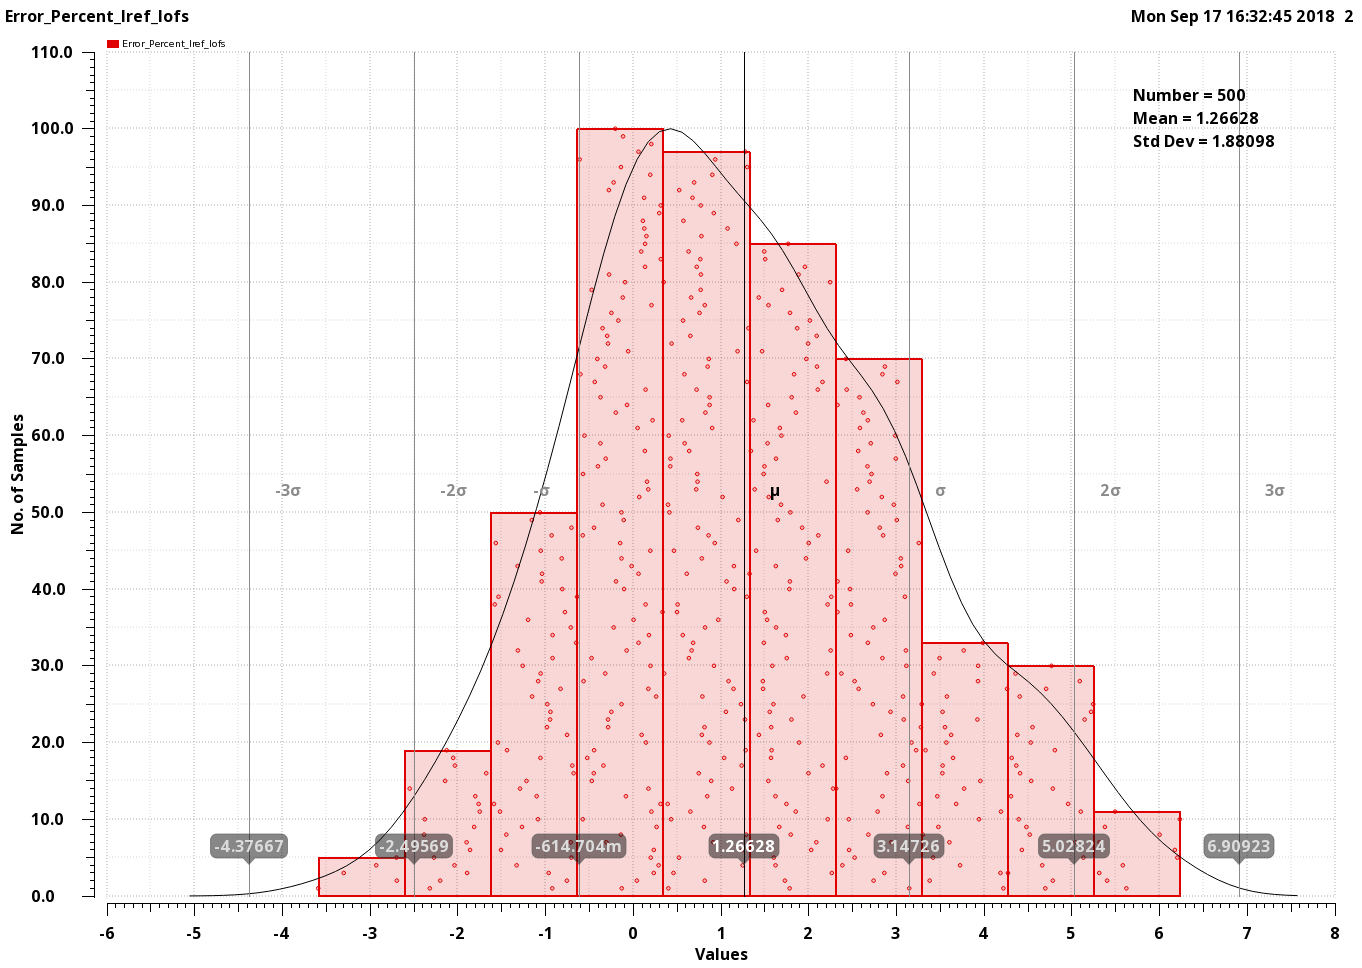 Error_Percent_Iref_Iofs
Mon Sep 17 16:32:45 2018 2
Error_Percent_Iref_Iofs
110.0
100.0
90.0
80.0
70.0
60.0
50.0
40.0
30.0
20.0
10.0
0.0
No. of Samples
Number = 500
Mean = 1.26628
Std Dev = 1.88098
-3σ -2σ -σ μ σ 2σ 3σ
-4.37667 -2.49569 -614.704m 1.26628 3.14726 5.02824 6.90923
-6 -5 -4 -3 -2 -1 0 1 2 3 4 5 6 7 8
Values